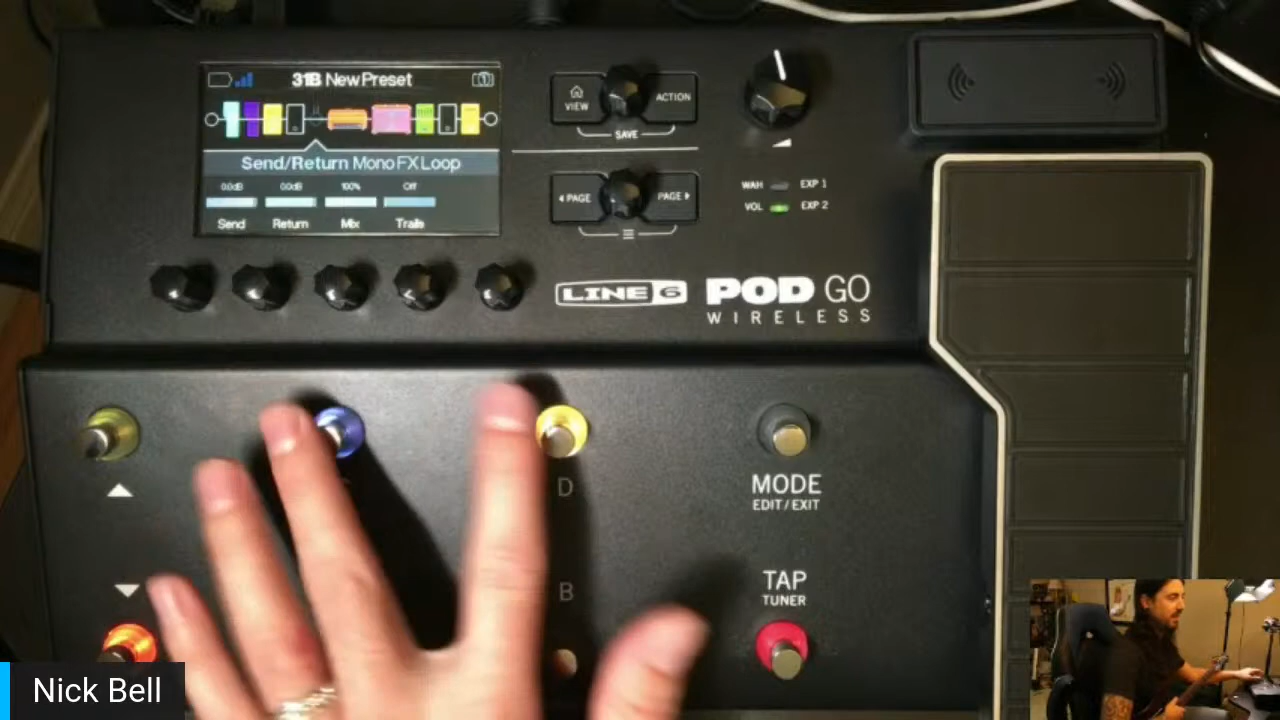 31B New Preset
Send/Return Mono FX Loop
0.0dB 0.0dB 100% Off
Send Return Mix Trails
VIEW
ACTION
SAVE
PAGE
PAGE
WAH EXP 1
VOL EXP 2
LINE 6
POD GO
WIRELESS
D
MODE
EDIT/EXIT
B
TAP
TUNER
Nick Bell